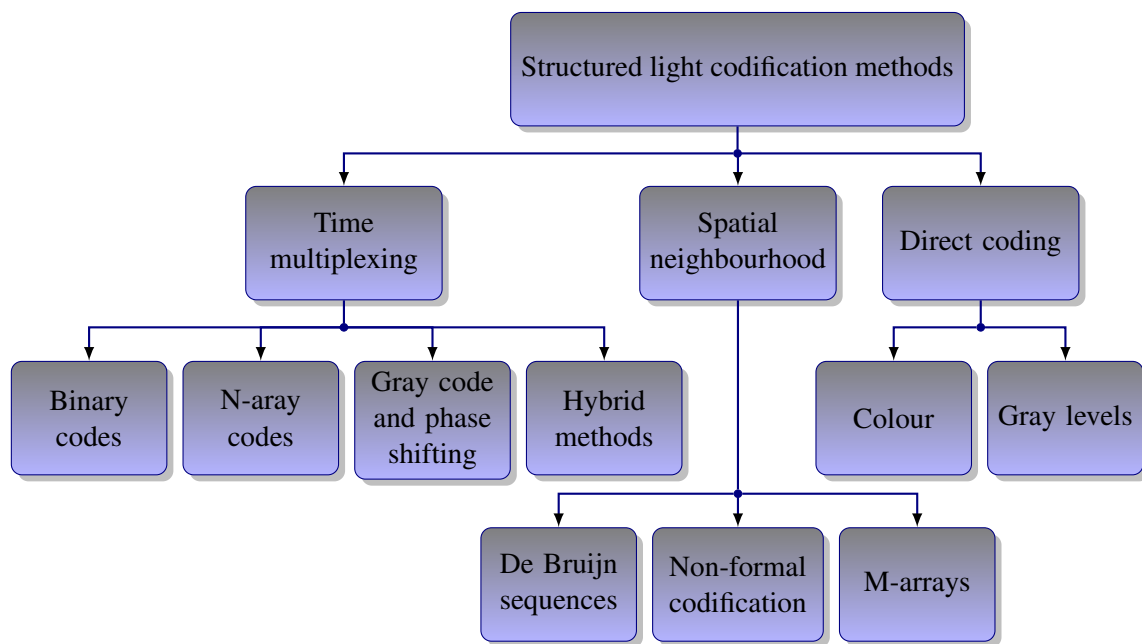 Structured light codification methods
Time
multiplexing
Spatial
neighbourhood
Direct coding
Binary
codes
N-aray
codes
Gray code
and phase
shifting
Hybrid
methods
Colour
Gray levels
De Bruijn
sequences
Non-formal
codification
M-arrays